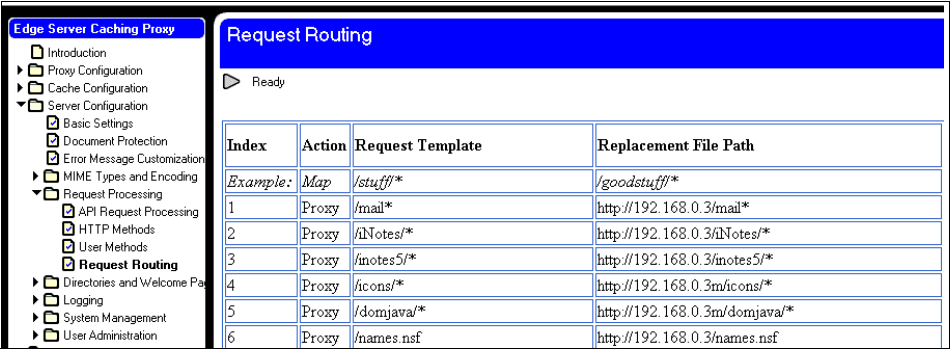 Edge Server Caching Proxy
Introduction
Proxy Configuration
Cache Configuration
Server Configuration
Basic Settings
Document Protection
Error Message Customization
MIME Types and Encoding
Request Processing
API Request Processing
HTTP Methods
User Methods
Request Routing
Directories and Welcome Pa
Logging
System Management
User Administration
Request Routing
Ready
Index Action Request Template Replacement File Path
Example: Map /stuff/* /goodstuff/*
1 Proxy /mail* http://192.168.0.3/mail*
2 Proxy /iNotes/* http://192.168.0.3/iNotes/*
3 Proxy /inotes5/* http://192.168.0.3/inotes5/*
4 Proxy /icons/* http://192.168.0.3m/icons/*
5 Proxy /domjava/* http://192.168.0.3m/domjava/*
6 Proxy /names.nsf http://192.168.0.3m/names.nsf